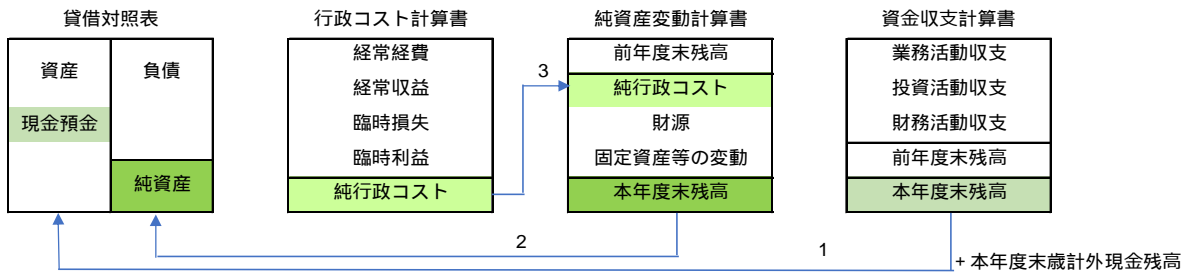 貸借対照表
資産
負債
現金預金
純資産
行政コスト計算書
経常経費
経常収益
臨時損失
臨時利益
純行政コスト
3
純資産変動計算書
前年度末残高
純行政コスト
財源
固定資産等の変動
本年度末残高
資金収支計算書
業務活動収支
投資活動収支
財務活動収支
前年度末残高
本年度末残高
2
1
+ 本年度末歳計外現金残高